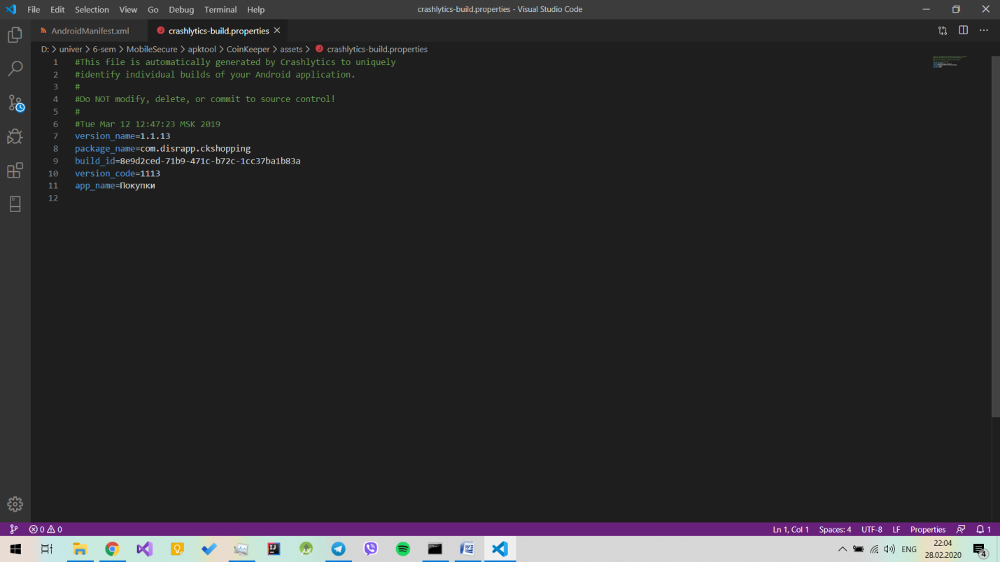 File Edit Selection View Go Debug Terminal Help
crashlytics-build.properties - Visual Studio Code
AndroidManifest.xml
crashlytics-build.properties
D: > univer > 6-sem > MobileSecure > apktool > CoinKeeper > assets > crashlytics-build.properties
1 #This file is automatically generated by Crashlytics to uniquely
2 #identify individual builds of your Android application.
3 #
4 #Do NOT modify, delete, or commit to source control!
5 #
6 #Tue Mar 12 12:47:23 MSK 2019
7 version_name=1.1.13
8 package_name=com.disrapp.ckshopping
9 build_id=8e9d2ced-71b9-471c-b72c-1cc37ba1b83a
10 version_code=1113
11 app_name=Покупки
12
0 0
Ln 1, Col 1 Spaces: 4 UTF-8 LF Properties 1
ENG
22:04
28.02.2020
4